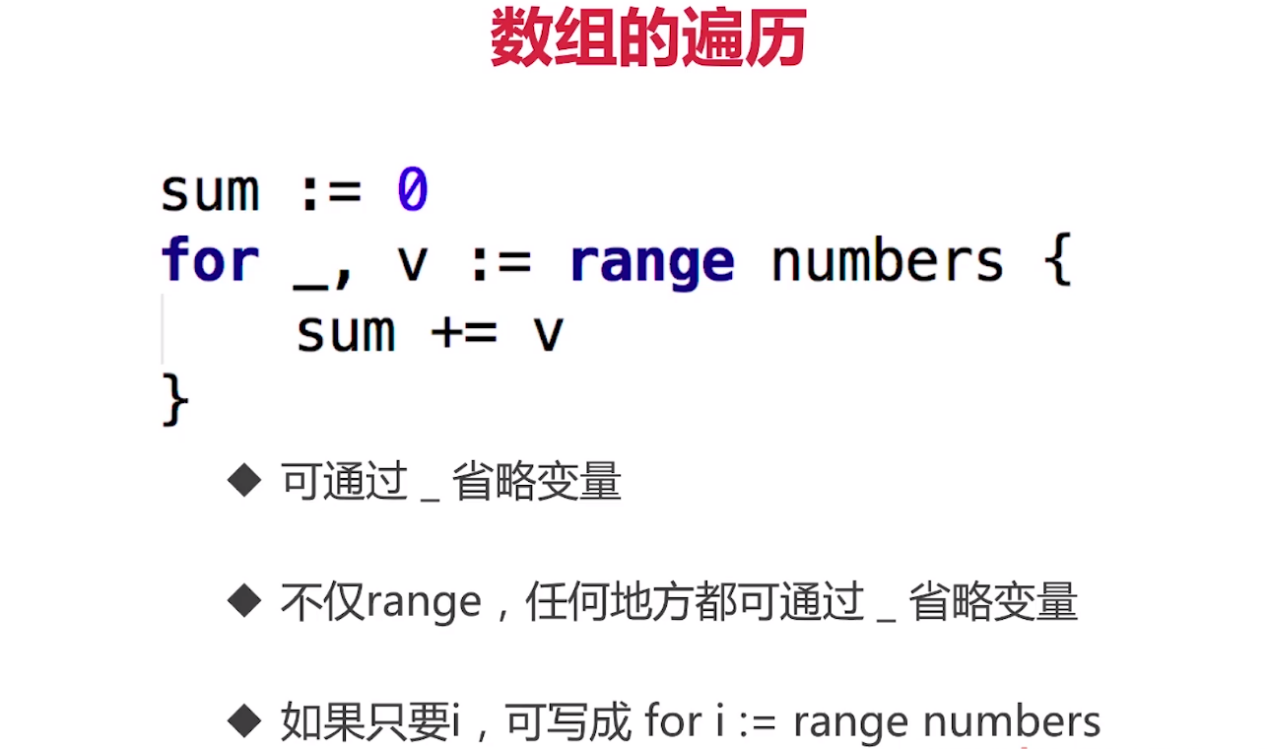 数组的遍历
sum := 0
for _, v := range numbers {
    sum += v
}
◆ 可通过 _ 省略变量
◆ 不仅range，任何地方都可通过 _ 省略变量
◆ 如果只要i，可写成 for i := range numbers